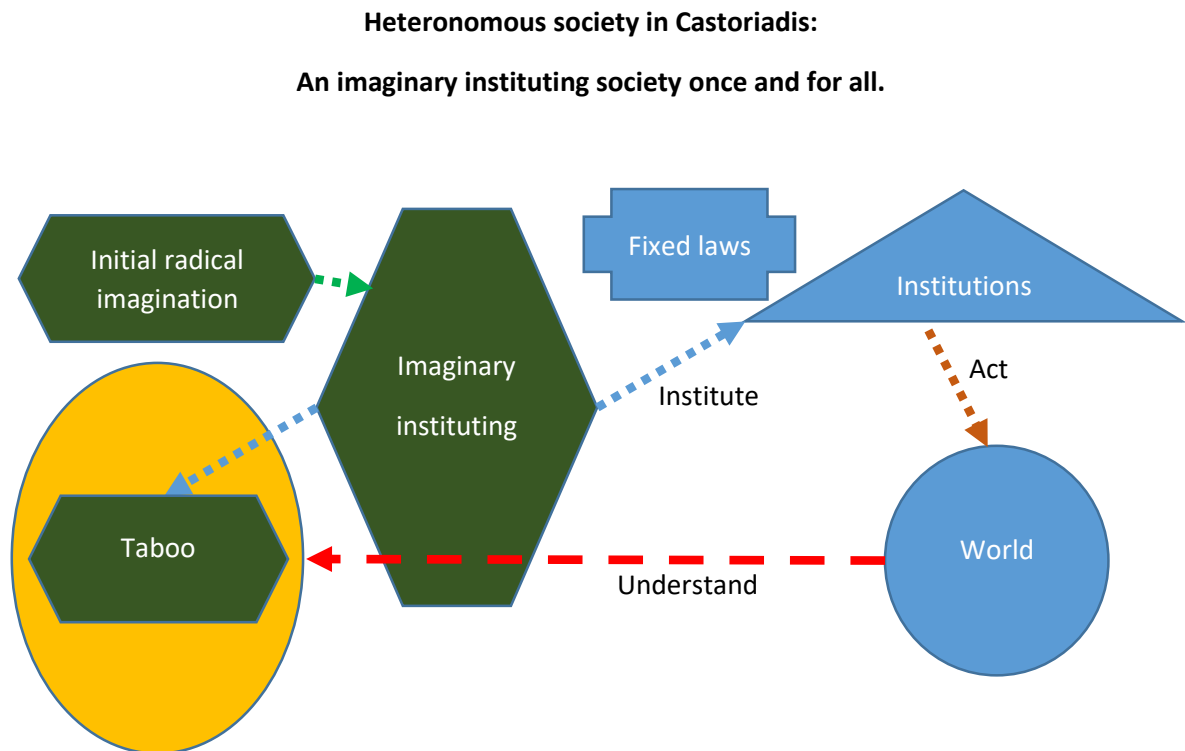 Heteronomous society in Castoriadis:
An imaginary instituting society once and for all.
Initial radical
imagination
Imaginary
instituting
Fixed laws
Institutions
Institute
Act
Taboo
World
Understand